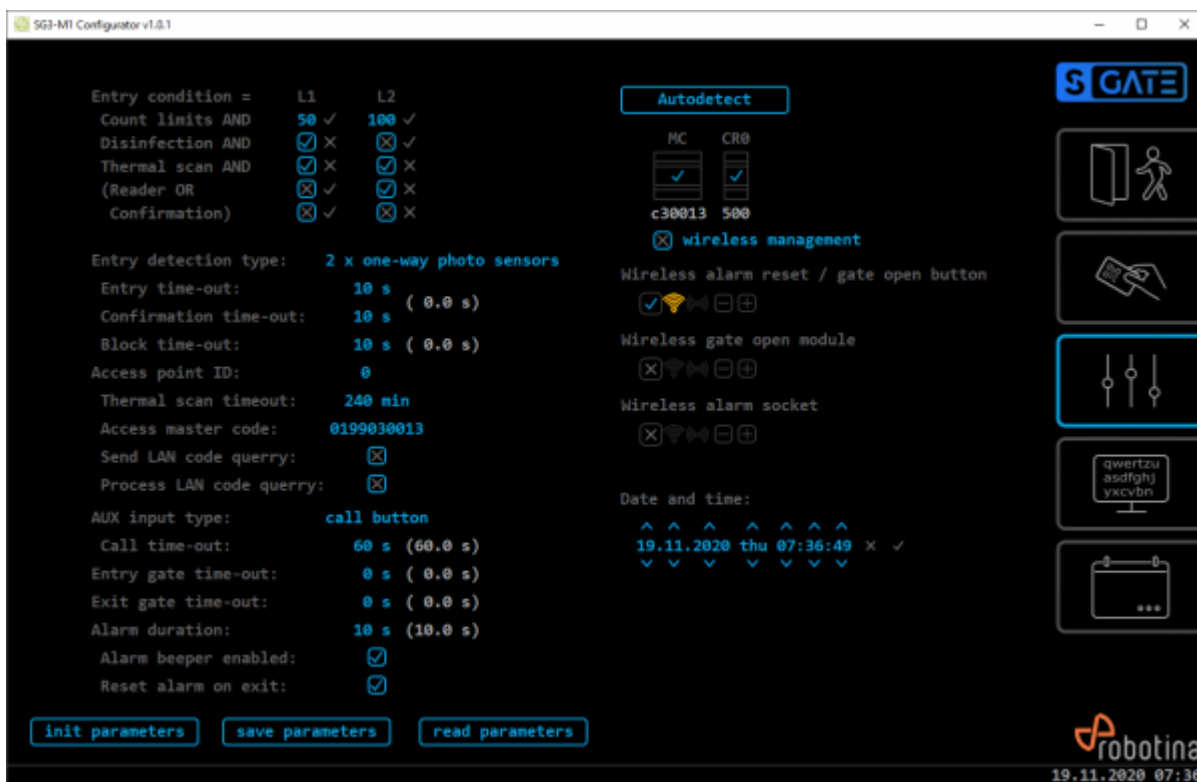 SG3-M1 Configurator v1.0.1
S GATE
Entry condition = L1 L2
Count limits AND 50 100
Disinfection AND
Thermal scan AND
(Reader OR
Confirmation)
Entry detection type: 2 x one-way photo sensors
Entry time-out: 10 s
( 0.0 s)
Confirmation time-out: 10 s
Block time-out: 10 s ( 0.0 s)
Access point ID: 0
Thermal scan timeout: 240 min
Access master code: 0199030013
Send LAN code querry:
Process LAN code querry:
AUX input type: call button
Call time-out: 60 s (60.0 s)
Entry gate time-out: 0 s ( 0.0 s)
Exit gate time-out: 0 s ( 0.0 s)
Alarm duration: 10 s (10.0 s)
Alarm beeper enabled:
Reset alarm on exit:
init parameters save parameters read parameters
Autodetect
MC CR0
c30013 500
wireless management
Wireless alarm reset / gate open button
Wireless gate open module
Wireless alarm socket
Date and time:
19.11.2020 thu 07:36:49
qwertzu
asdfghj
yxcvbn
robotina
19.11.2020 07:36